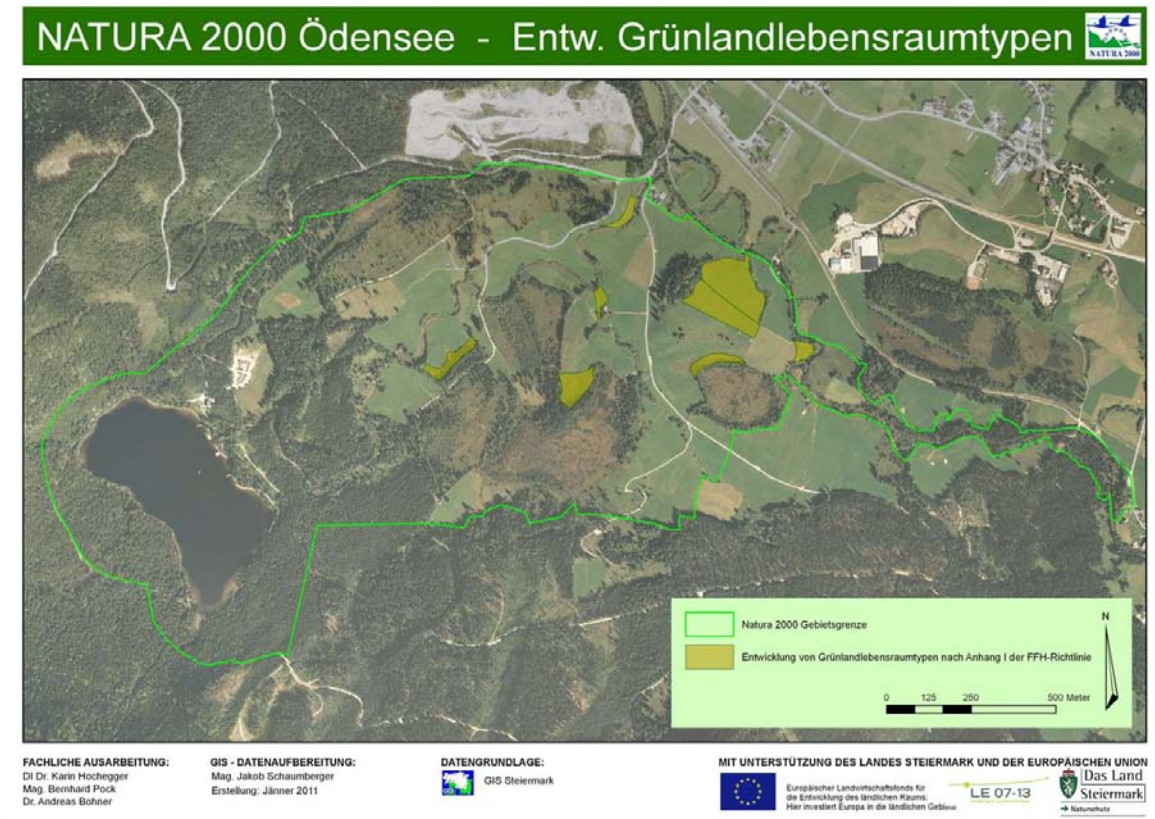 NATURA 2000 Ödensee - Entw. Grünlandlebensraumtypen
NATURA 2000
Natura 2000 Gebietsgrenze
Entwicklung von Grünlandlebensraumtypen nach Anhang I der FFH-Richtlinie
N
0 125 250 500 Meter
FACHLICHE AUSARBEITUNG:
DI Dr. Karin Hochegger
Mag. Bernhard Pock
Dr. Andreas Bohner
GIS - DATENAUFBEREITUNG:
Mag. Jakob Schaumberger
Erstellung: Jänner 2011
DATENGRUNDLAGE:
GIS
GIS Steiermark
MIT UNTERSTÜTZUNG DES LANDES STEIERMARK UND DER EUROPÄISCHEN UNION
Europäischer Landwirtschaftsfonds für
die Entwicklung des ländlichen Raums:
Hier investiert Europa in die ländlichen Gebiete
LE 07-13
Das Land
Steiermark
→ Naturschutz